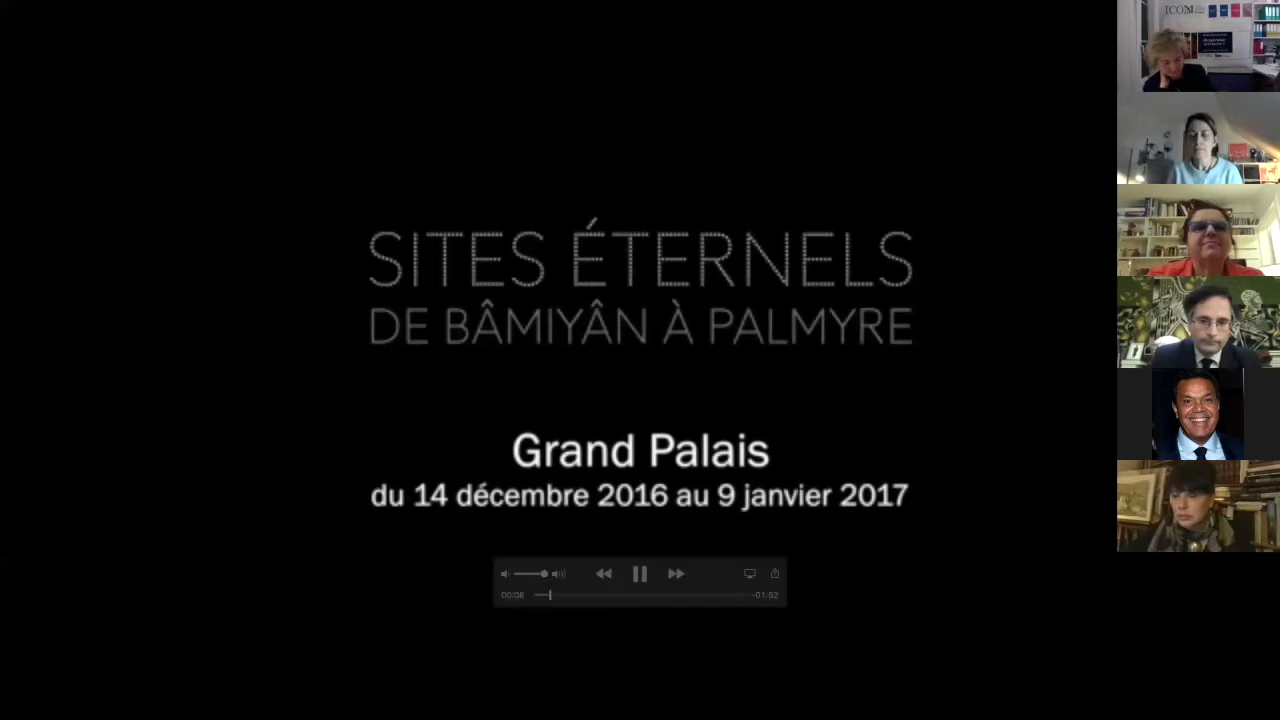 SITES ÉTERNELS
DE BÂMIYÂN À PALMYRE
Grand Palais
du 14 décembre 2016 au 9 janvier 2017
00:08
-01:52
ICOM